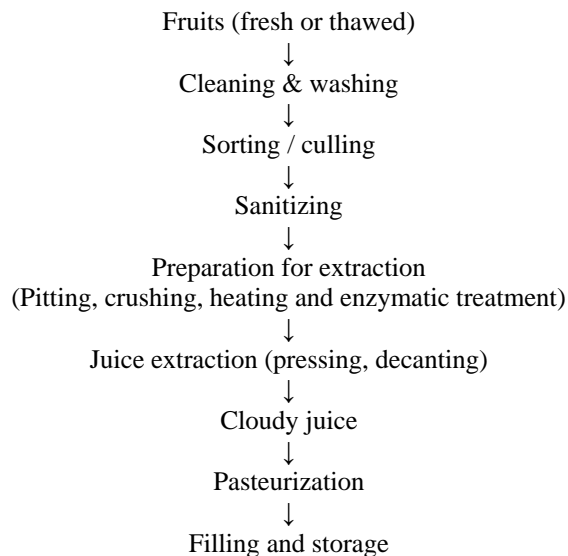 Fruits (fresh or thawed)
↓
Cleaning & washing
↓
Sorting / culling
↓
Sanitizing
↓
Preparation for extraction
(Pitting, crushing, heating and enzymatic treatment)
↓
Juice extraction (pressing, decanting)
↓
Cloudy juice
↓
Pasteurization
↓
Filling and storage